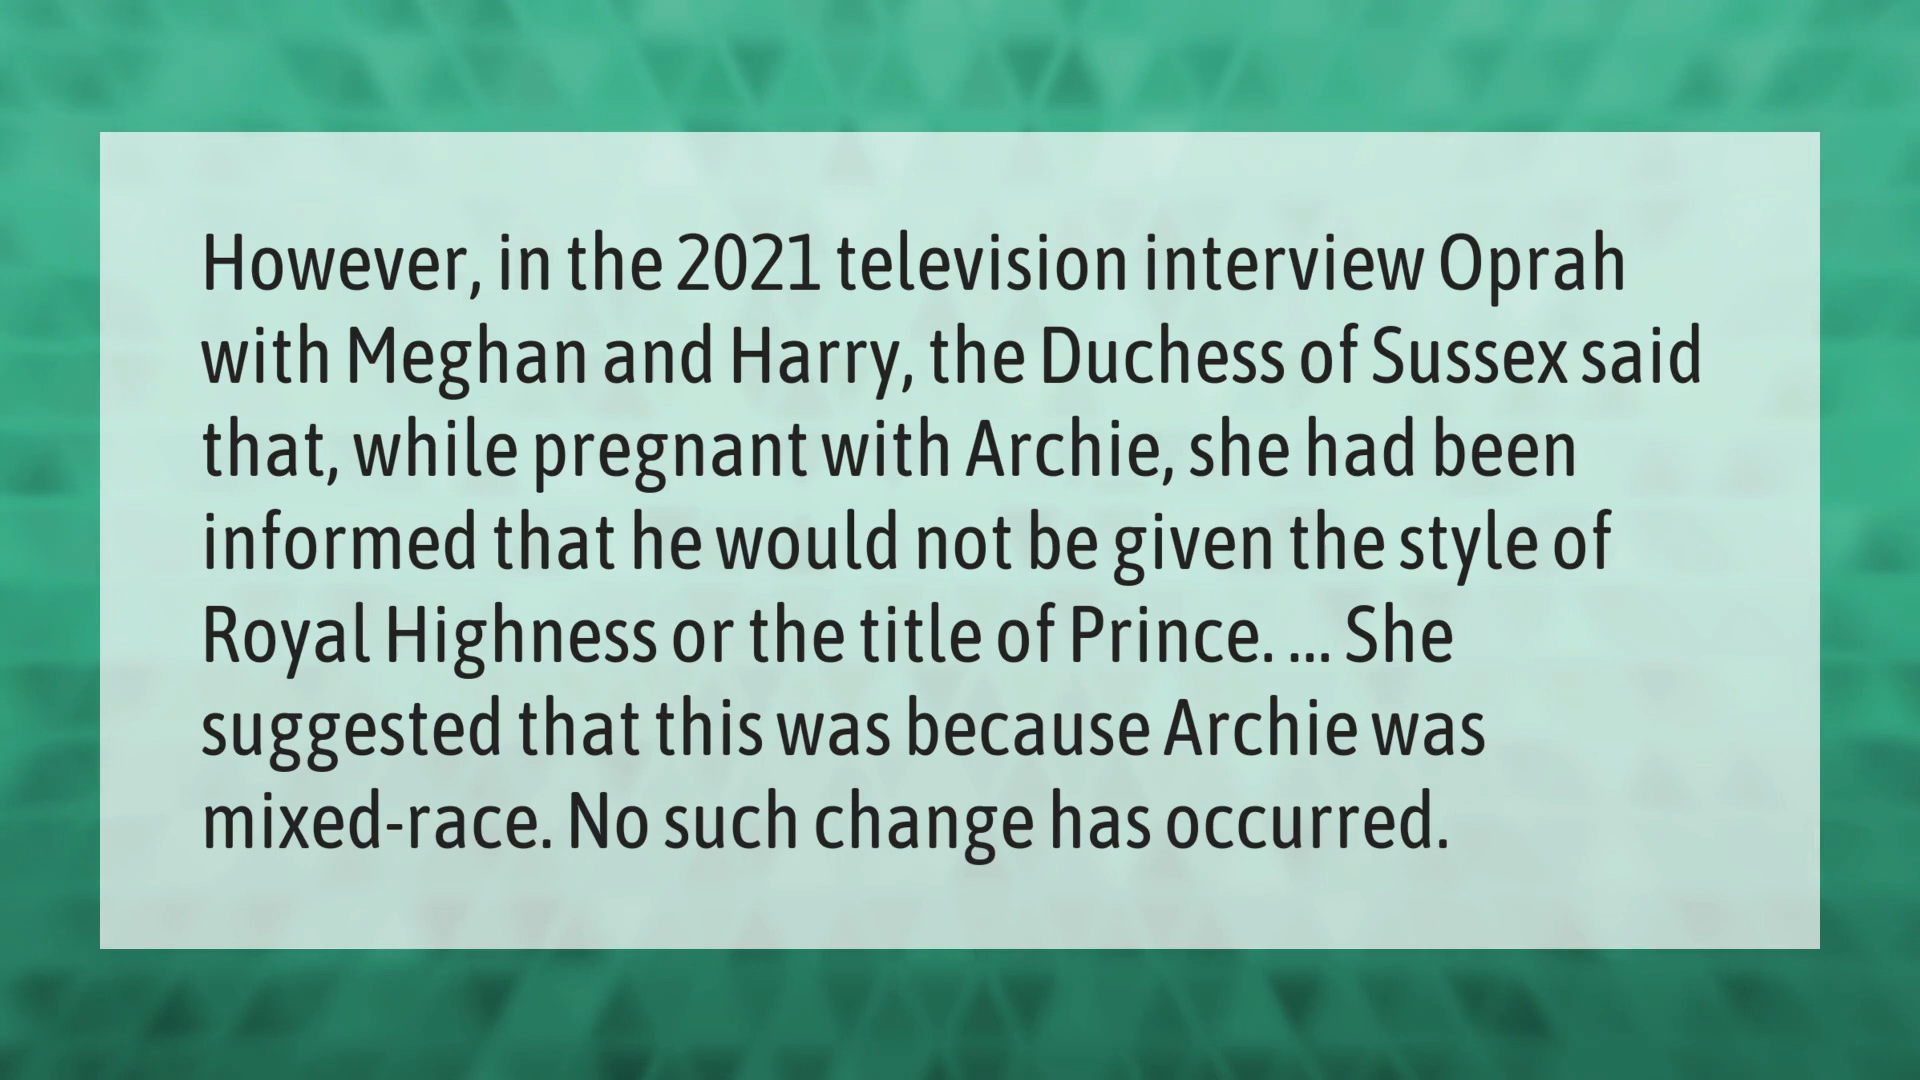 However, in the 2021 television interview Oprah
with Meghan and Harry, the Duchess of Sussex said
that, while pregnant with Archie, she had been
informed that he would not be given the style of
Royal Highness or the title of Prince. ... She
suggested that this was because Archie was
mixed-race. No such change has occurred.